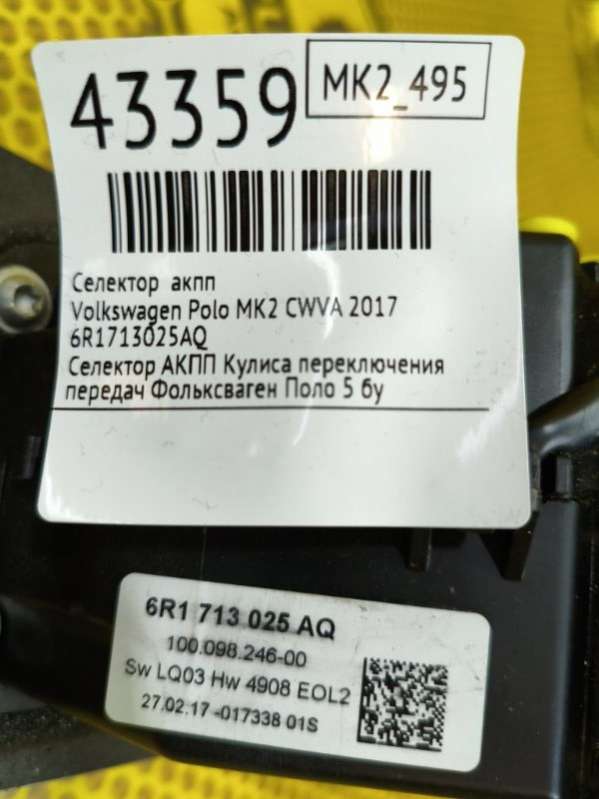 43359
MK2_495
Селектор акпп
Volkswagen Polo MK2 CWVA 2017
6R1713025AQ
Селектор АКПП Кулиса переключения
передач Фольксваген Поло 5 бу
6R1 713 025 AQ
100.098.246-00
Sw LQ03 Hw 4908 EOL2
27.02.17 -017338 01S